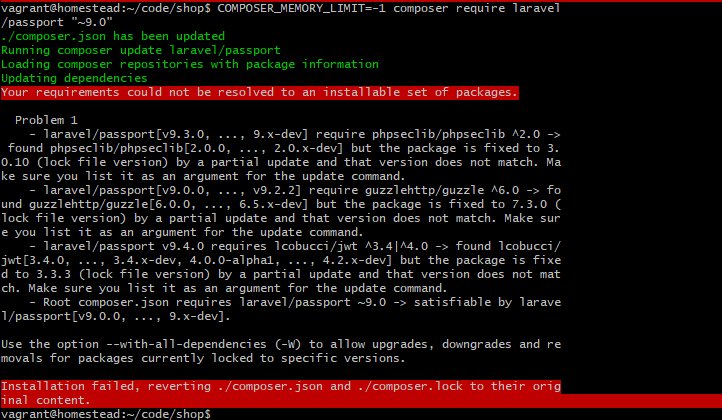 vagrant@homestead:~/code/shop$ COMPOSER_MEMORY_LIMIT=-1 composer require laravel
/passport "~9.0"
./composer.json has been updated
Running composer update laravel/passport
Loading composer repositories with package information
Updating dependencies
Your requirements could not be resolved to an installable set of packages.
Problem 1
- laravel/passport[v9.3.0, ..., 9.x-dev] require phpseclib/phpseclib ^2.0 ->
found phpseclib/phpseclib[2.0.0, ..., 2.0.x-dev] but the package is fixed to 3.
0.10 (lock file version) by a partial update and that version does not match. Ma
ke sure you list it as an argument for the update command.
- laravel/passport[v9.0.0, ..., v9.2.2] require guzzlehttp/guzzle ^6.0 -> fo
und guzzlehttp/guzzle[6.0.0, ..., 6.5.x-dev] but the package is fixed to 7.3.0 (
lock file version) by a partial update and that version does not match. Make sur
e you list it as an argument for the update command.
- laravel/passport v9.4.0 requires lcobucci/jwt ^3.4|^4.0 -> found lcobucci/
jwt[3.4.0, ..., 3.4.x-dev, 4.0.0-alpha1, ..., 4.2.x-dev] but the package is fixe
d to 3.3.3 (lock file version) by a partial update and that version does not mat
ch. Make sure you list it as an argument for the update command.
- Root composer.json requires laravel/passport ~9.0 -> satisfiable by larave
l/passport[v9.0.0, ..., 9.x-dev].
Use the option --with-all-dependencies (-W) to allow upgrades, downgrades and re
movals for packages currently locked to specific versions.
Installation failed, reverting ./composer.json and ./composer.lock to their orig
inal content.
vagrant@homestead:~/code/shop$